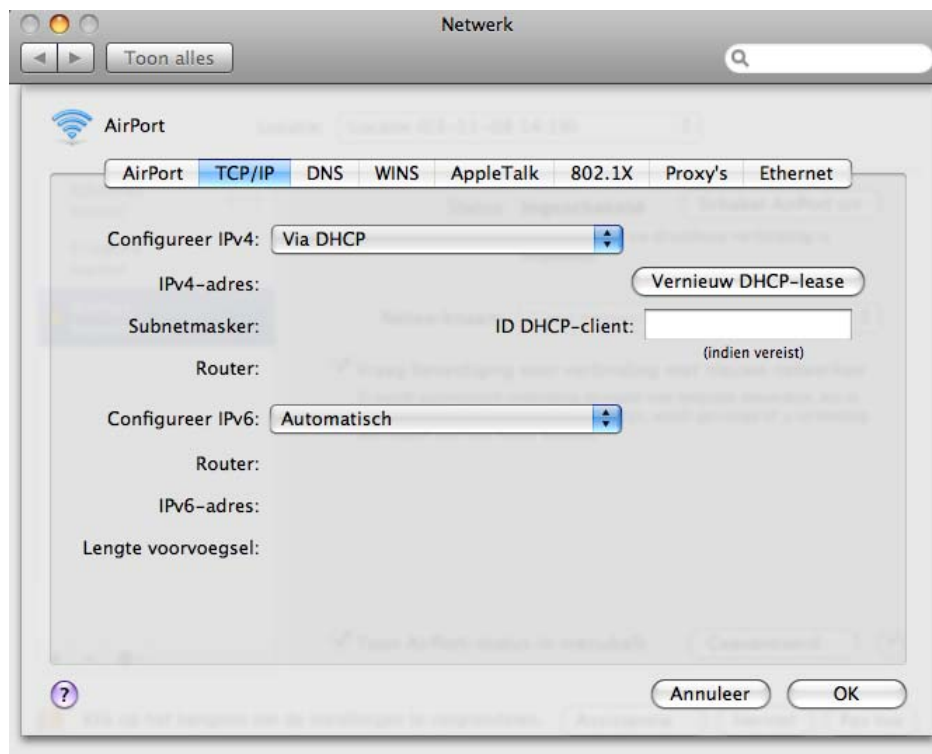 Netwerk
Toon alles
AirPort
AirPort TCP/IP DNS WINS AppleTalk 802.1X Proxy's Ethernet
Configureer IPv4: Via DHCP
IPv4-adres: Vernieuw DHCP-lease
Subnetmasker: ID DHCP-client:
(indien vereist)
Router:
Configureer IPv6: Automatisch
Router:
IPv6-adres:
Lengte voorvoegsel:
? Annuleer OK